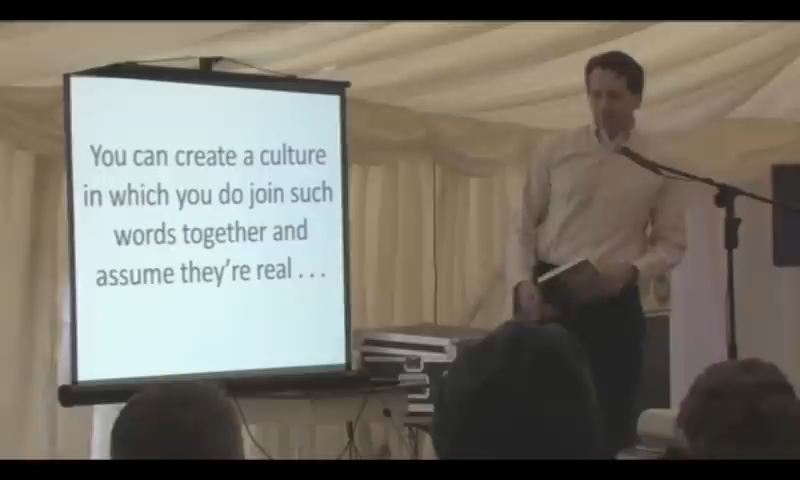 You can create a culture
in which you do join such
words together and
assume they're real . . .